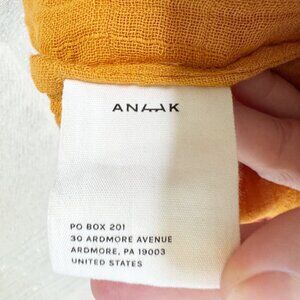 ANAAK
PO BOX 201
30 ARDMORE AVENUE
ARDMORE, PA 19003
UNITED STATES